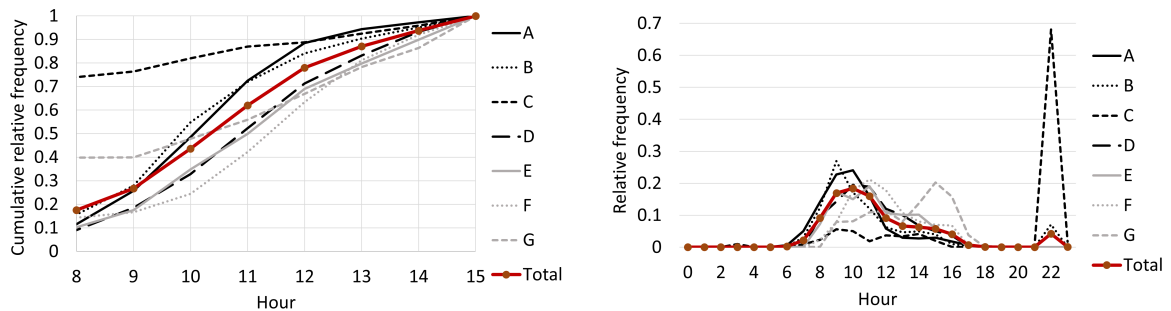 Cumulative relative frequency
1
0.9
0.8
0.7
0.6
0.5
0.4
0.3
0.2
0.1
0
8 9 10 11 12 13 14 15
Hour
A
B
C
D
E
F
G
Total
Relative frequency
0.7
0.6
0.5
0.4
0.3
0.2
0.1
0
0 2 4 6 8 10 12 14 16 18 20 22
Hour
A
B
C
D
E
F
G
Total